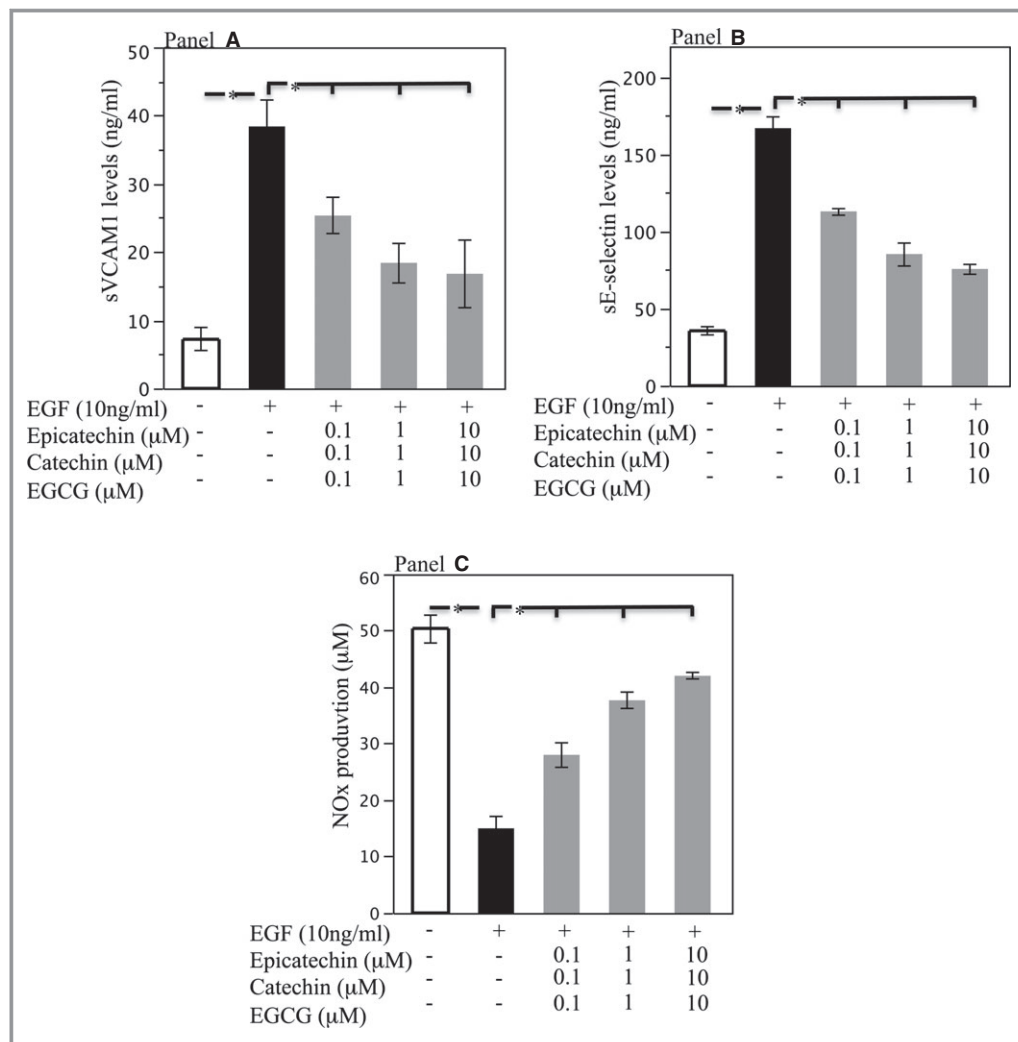 Panel A
sVCAM1 levels (ng/ml)
50
40
30
20
10
0
* *
EGF (10ng/ml) - + + + +
Epicatechin (μM) - - 0.1 1 10
Catechin (μM) - - 0.1 1 10
EGCG (μM) - - 0.1 1 10
Panel B
sE-selectin levels (ng/ml)
200
150
100
50
0
* *
EGF (10ng/ml) - + + + +
Epicatechin (μM) - - 0.1 1 10
Catechin (μM) - - 0.1 1 10
EGCG (μM) - - 0.1 1 10
Panel C
NOx produvtion (μM)
60
50
40
30
20
10
0
* *
EGF (10ng/ml) - + + + +
Epicatechin (μM) - - 0.1 1 10
Catechin (μM) - - 0.1 1 10
EGCG (μM) - - 0.1 1 10